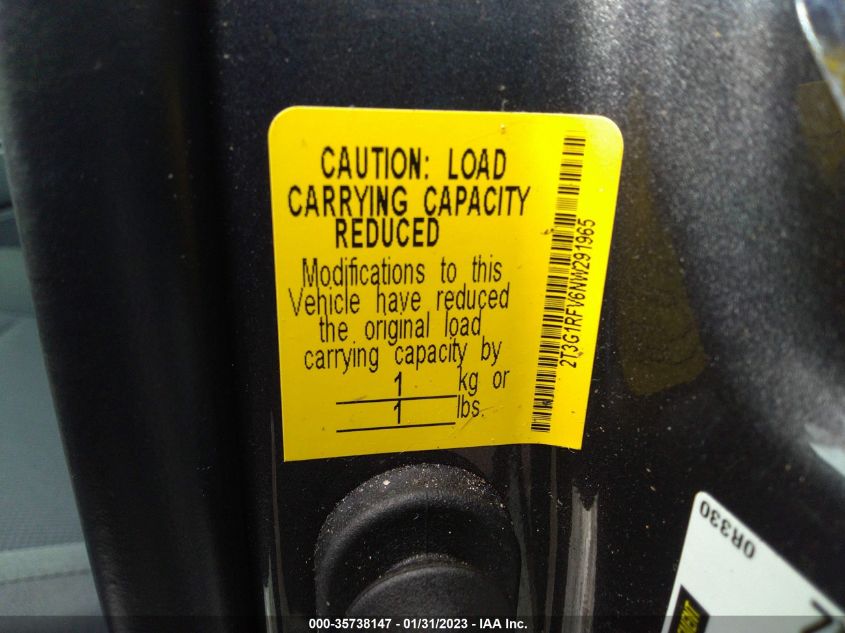 CAUTION: LOAD
CARRYING CAPACITY
REDUCED
Modifications to this
Vehicle have reduced
the original load
carrying capacity by
1 kg or
1 lbs.
2T3G1RFV6NW291965
0R330
000-35738147 - 01/31/2023 - IAA Inc.